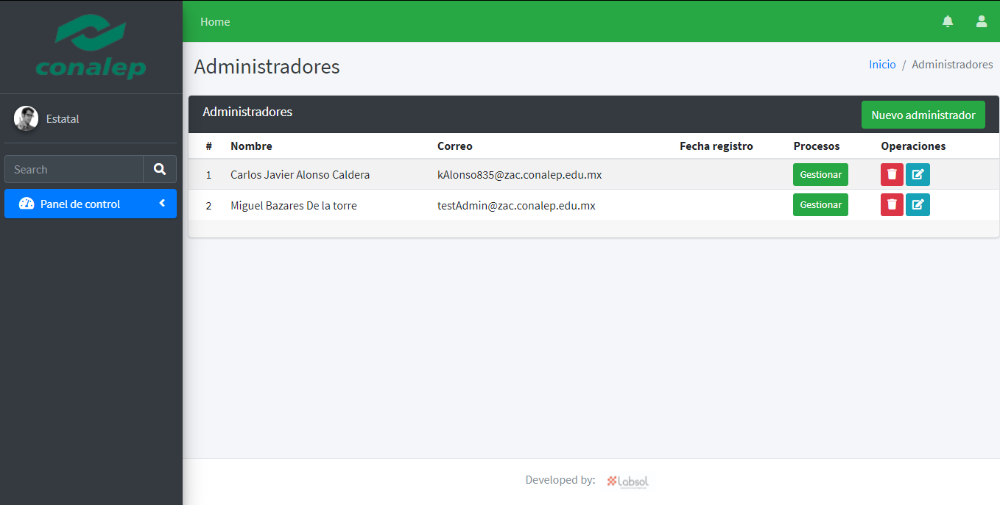 conalep
Home
Estatal
Search
Panel de control
Administradores
Inicio / Administradores
Administradores
Nuevo administrador
# Nombre Correo Fecha registro Procesos Operaciones
1 Carlos Javier Alonso Caldera kAlonso835@zac.conalep.edu.mx Gestionar
2 Miguel Bazares De la torre testAdmin@zac.conalep.edu.mx Gestionar
Developed by: Labsol